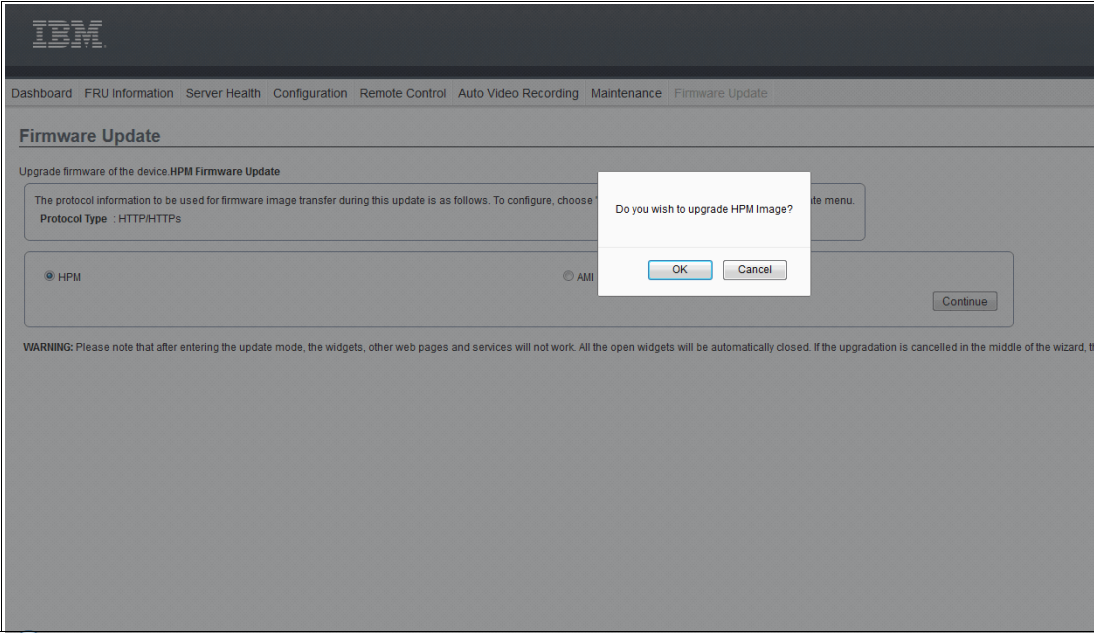 IBM.
Dashboard FRU Information Server Health Configuration Remote Control Auto Video Recording Maintenance Firmware Update
Firmware Update
Upgrade firmware of the device.HPM Firmware Update
The protocol information to be used for firmware image transfer during this update is as follows. To configure, choose ' ate menu.
Protocol Type : HTTP/HTTPs
Do you wish to upgrade HPM Image?
OK Cancel
HPM AMI
Continue
WARNING: Please note that after entering the update mode, the widgets, other web pages and services will not work. All the open widgets will be automatically closed. If the upgradation is cancelled in the middle of the wizard, t